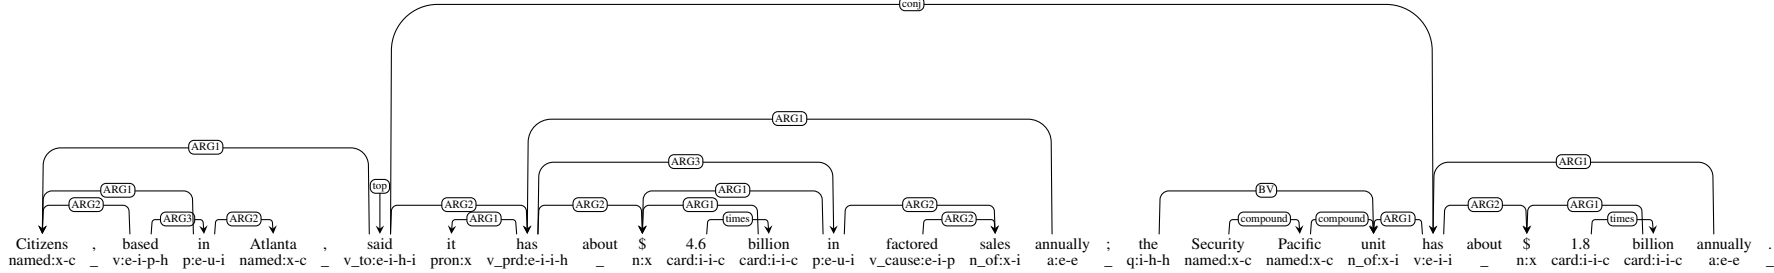 conj
ARG1
ARG1 ARG3 ARG1
top
ARG1 ARG1 BV
ARG2 ARG2 ARG2 ARG1 ARG2 ARG2 ARG1
ARG3 ARG2 ARG1 times ARG2 compound compound ARG1 times
Citizens , based in Atlanta , said it has about $ 4.6 billion in factored sales annually ; the Security Pacific unit has about $ 1.8 billion annually .
named:x-c _ v:e-i-p-h p:e-u-i named:x-c _ v_to:e-i-h-i pron:x v_prd:e-i-i-h _ n:x card:i-i-c card:i-i-c p:e-u-i v_cause:e-i-p n_of:x-i a:e-e _ q:i-h-h named:x-c named:x-c n_of:x-i v:e-i-i _ n:x card:i-i-c card:i-i-c a:e-e _